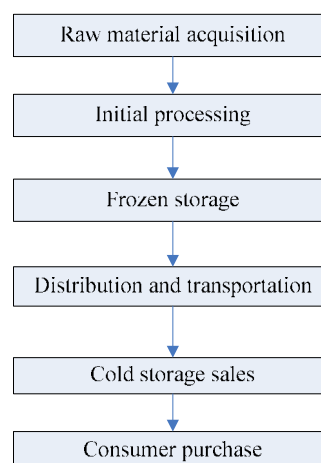 Raw material acquisition
Initial processing
Frozen storage
Distribution and transportation
Cold storage sales
Consumer purchase